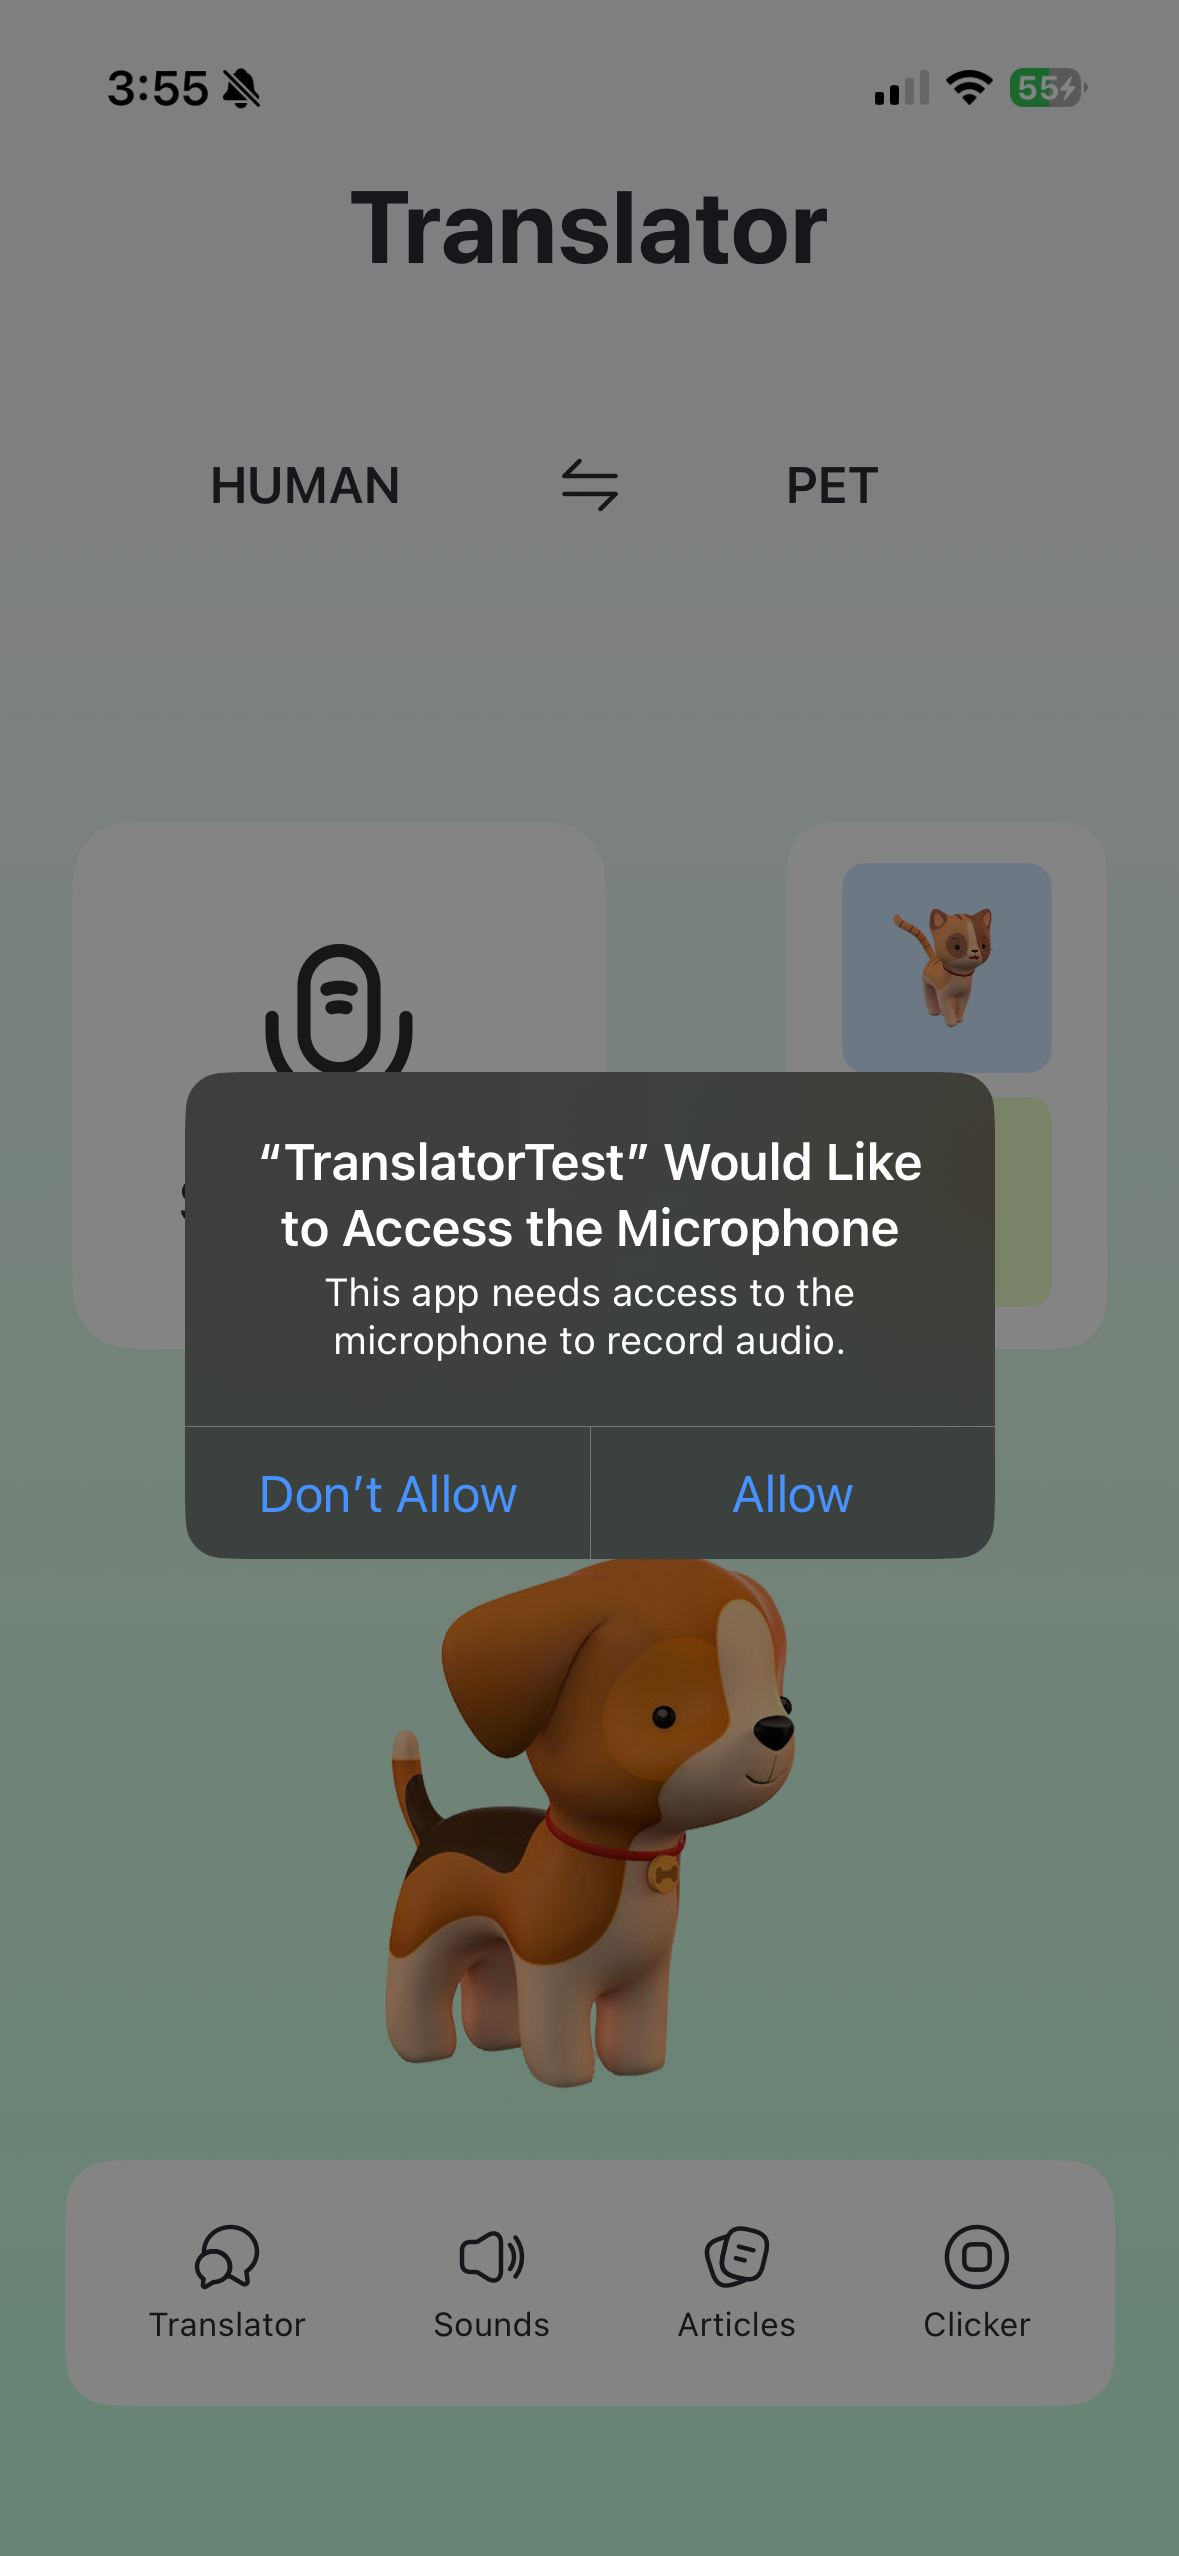 3:55
55
Translator
HUMAN
PET
“TranslatorTest” Would Like
to Access the Microphone
This app needs access to the
microphone to record audio.
Don’t Allow
Allow
Translator
Sounds
Articles
Clicker